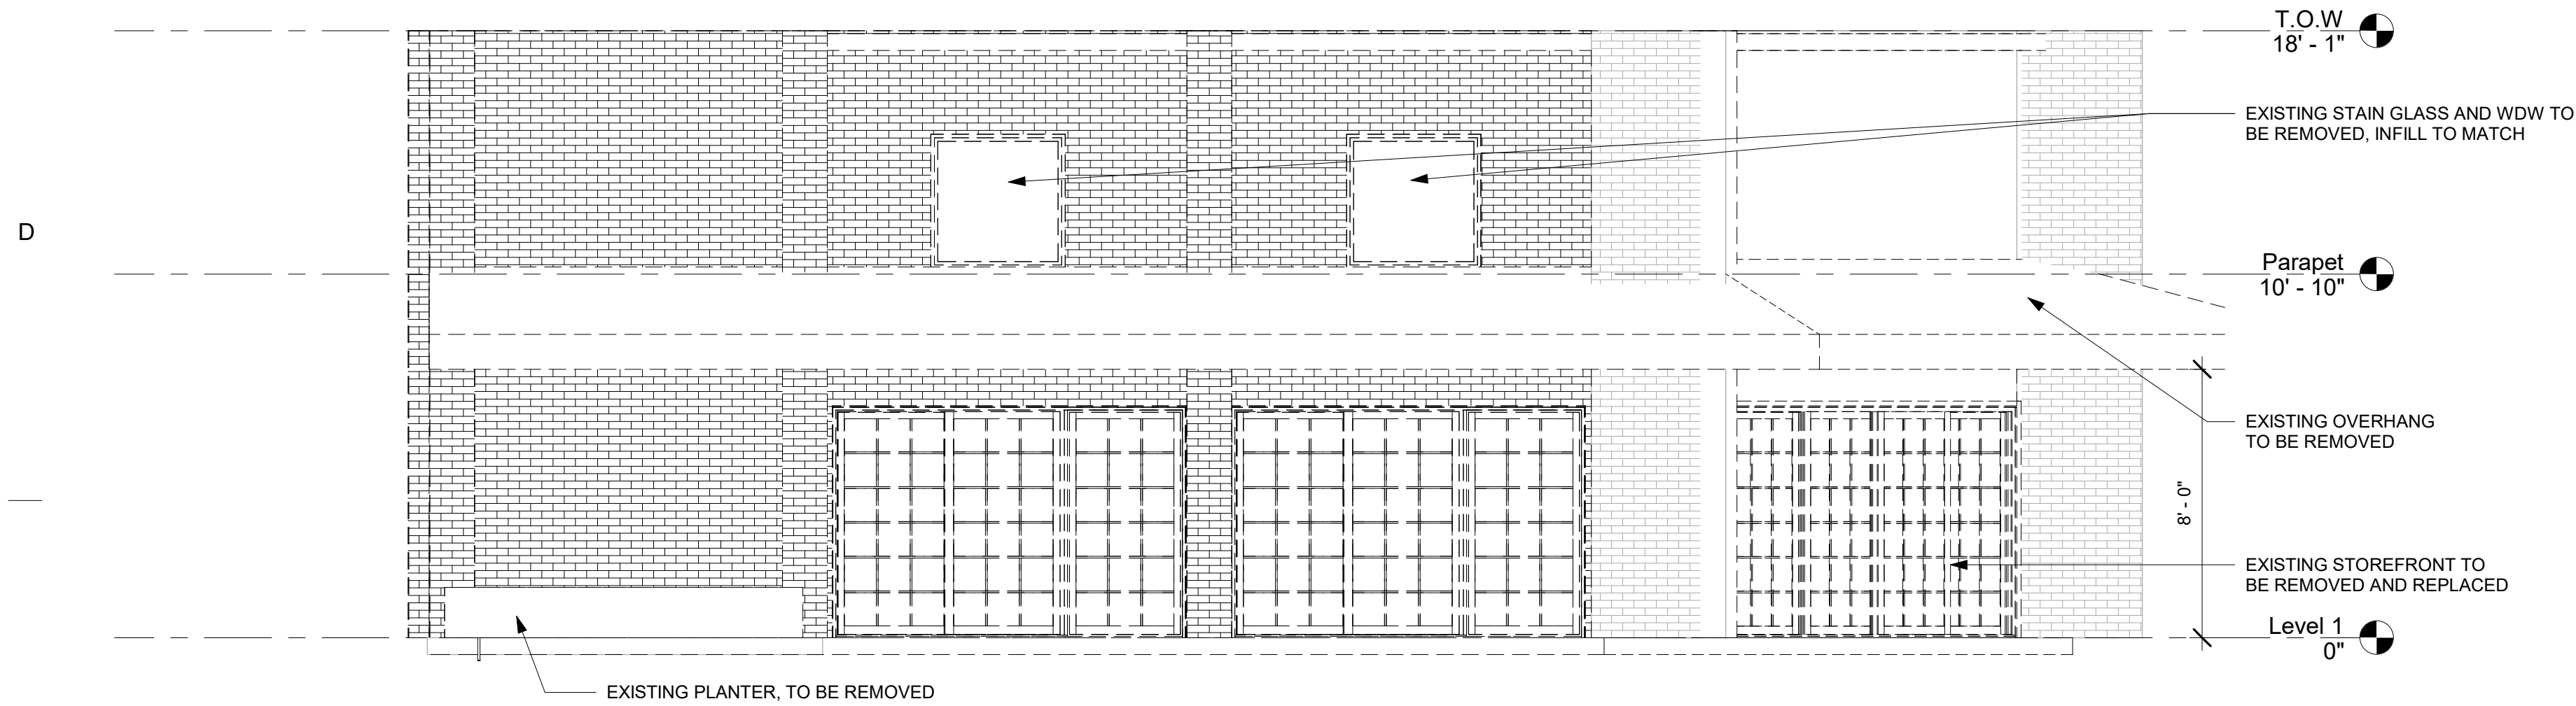 T.O.W
18' - 1"
EXISTING STAIN GLASS AND WDW TO
BE REMOVED, INFILL TO MATCH
D
Parapet
10' - 10"
EXISTING OVERHANG
TO BE REMOVED
8' - 0"
EXISTING STOREFRONT TO
BE REMOVED AND REPLACED
Level 1
0"
EXISTING PLANTER, TO BE REMOVED